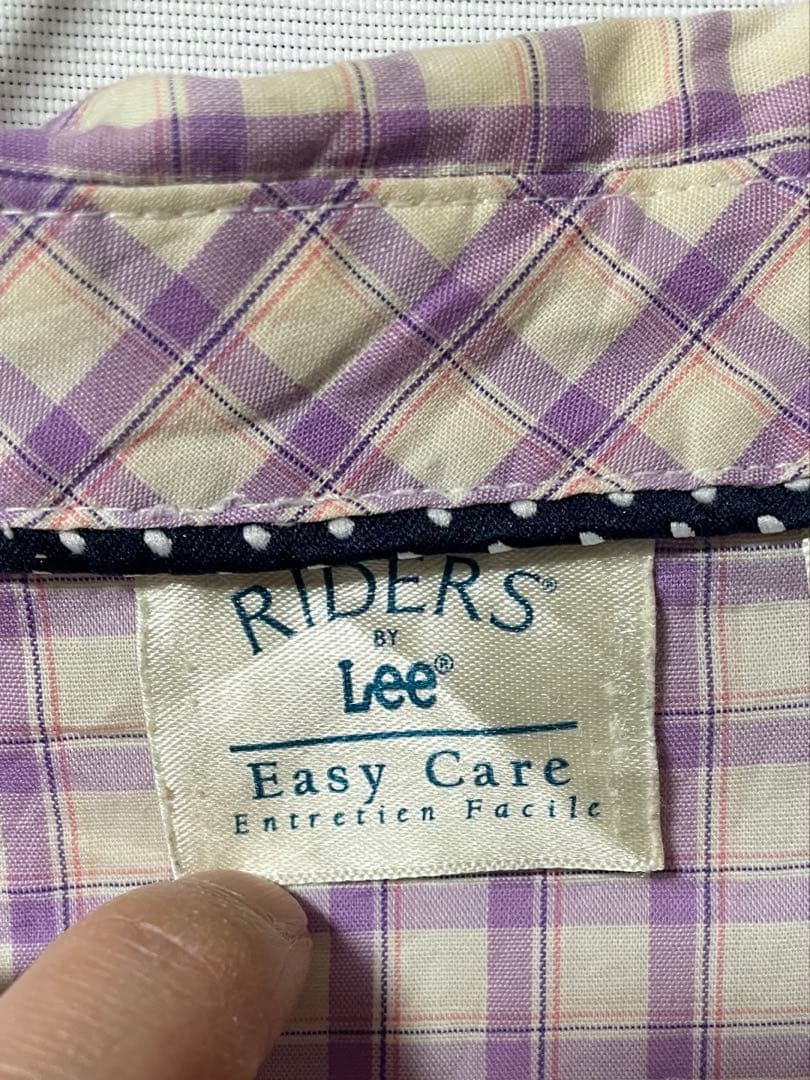 RIDERS®
BY
Lee®
Easy Care
Entretien Facile